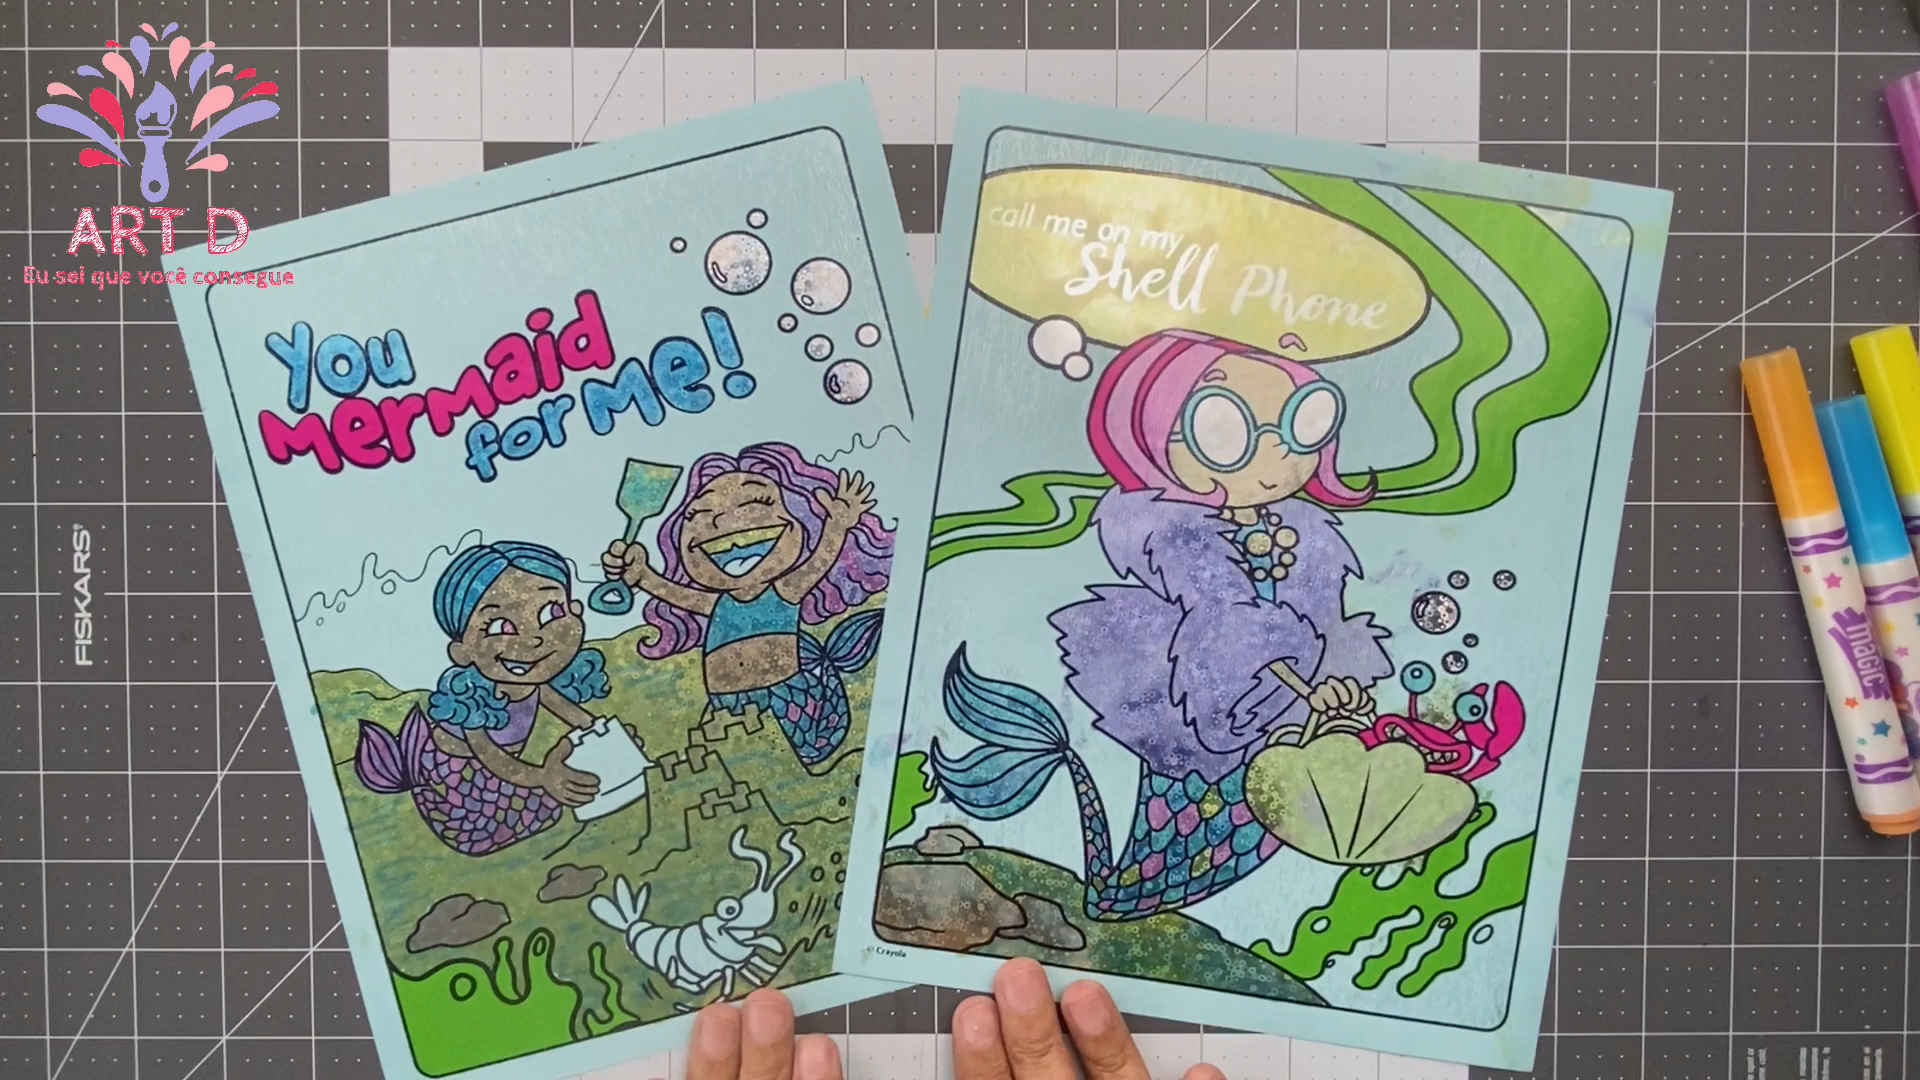 ART D
Eu sei que você consegue
You
mermaid
for me!
call me on my
Shell Phone
FISKARS
magic
© Crayola